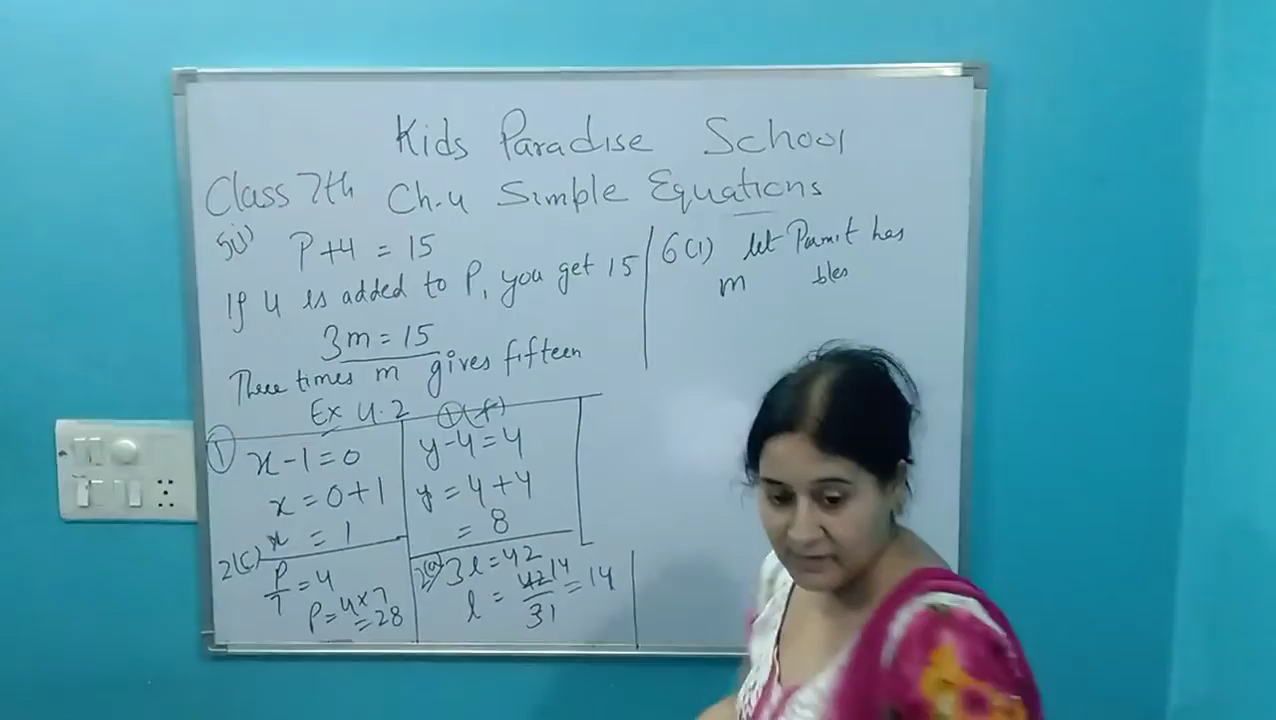 Kids Paradise School
Class 7th Ch.4 Simple Equations
5(i) P+4 = 15
If 4 is added to P, you get 15
3m = 15
Three times m gives fifteen
Ex 4.2
① x-1=0
x = 0+1
x = 1
①(f)
y-4=4
y = 4+4
= 8
2(c) P/7 = 4
P=4x7
=28
2(a) 3l=42
l = 42 14/31 = 14
6(i) let Parmit has
m bles